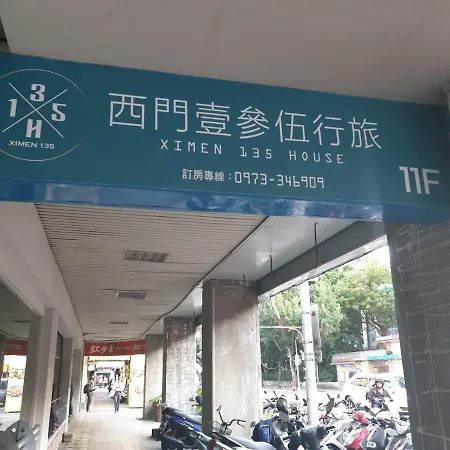 3
1 5
H
XIMEN 135
西門壹參伍行旅
XIMEN 135 HOUSE
訂房專線：0973-346909
11F